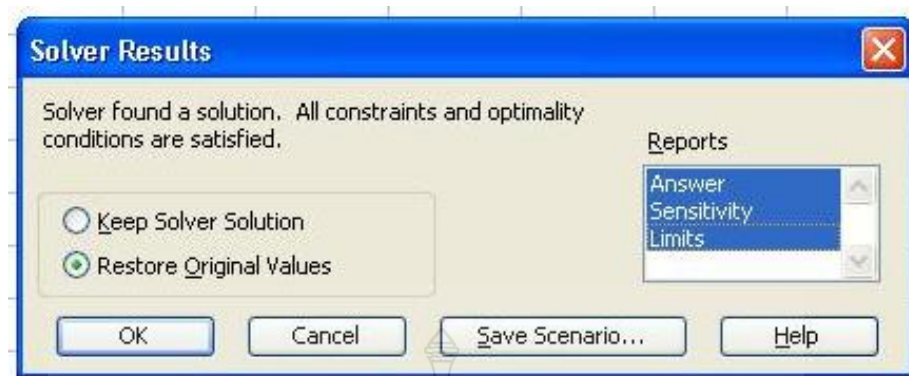 Solver Results
Solver found a solution.  All constraints and optimality
conditions are satisfied.
Reports
Answer
Sensitivity
Limits
Keep Solver Solution
Restore Original Values
OK
Cancel
Save Scenario...
Help